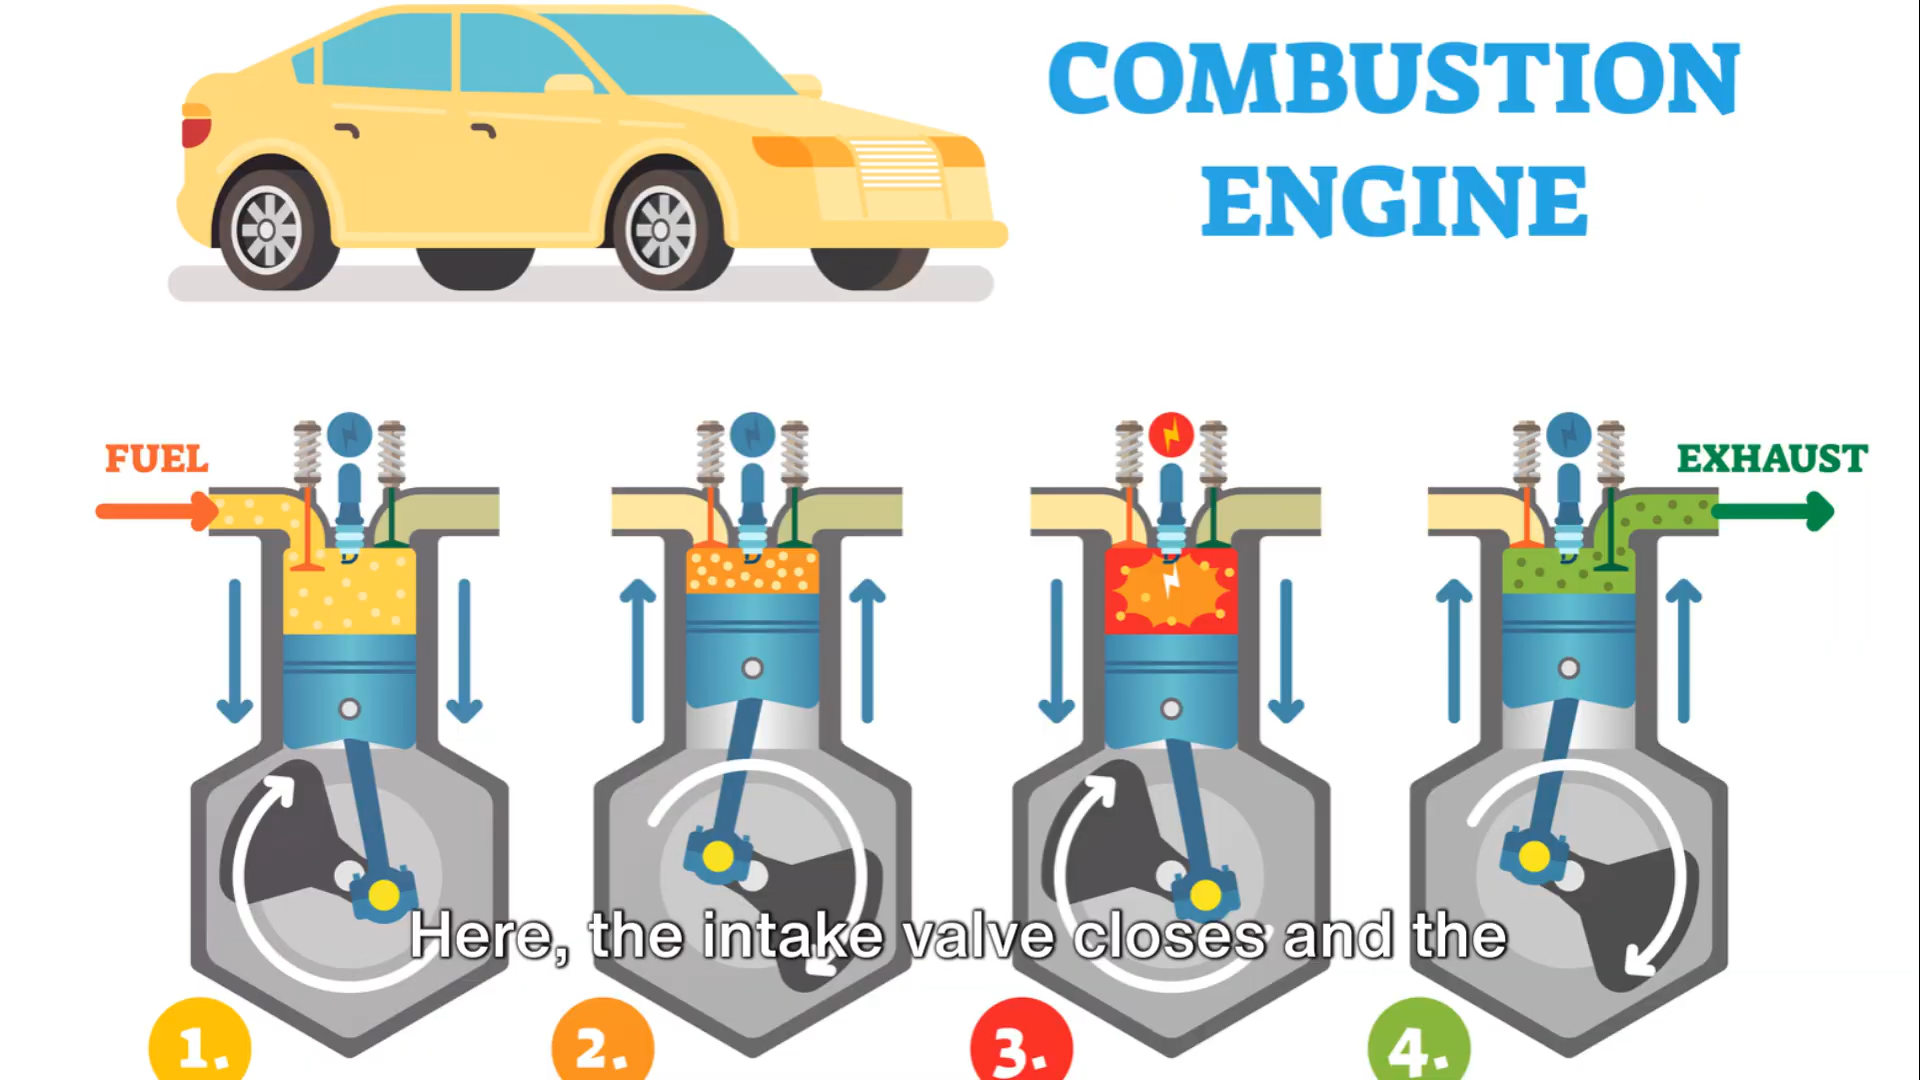 COMBUSTION
ENGINE
FUEL
EXHAUST
Here, the intake valve closes and the
1.
2.
3.
4.